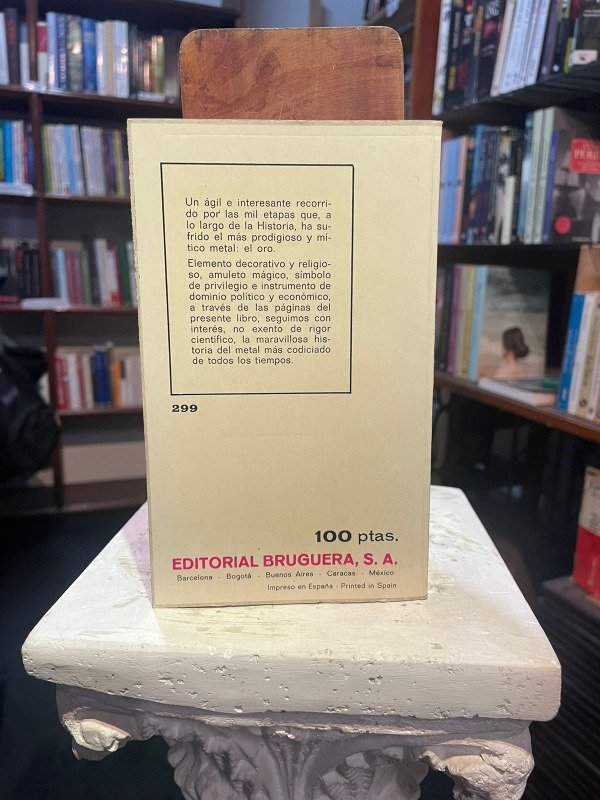 Un ágil e interesante recorri-
do por las mil etapas que, a
lo largo de la Historia, ha su-
frido el más prodigioso y mí-
tico metal: el oro.
Elemento decorativo y religio-
so, amuleto mágico, símbolo
de privilegio e instrumento de
dominio político y económico,
a través de las páginas del
presente libro, seguimos con
interés, no exento de rigor
científico, la maravillosa his-
toria del metal más codiciado
de todos los tiempos.
299
100 ptas.
EDITORIAL BRUGUERA, S. A.
Barcelona - Bogotá - Buenos Aires - Caracas - México
Impreso en España - Printed in Spain